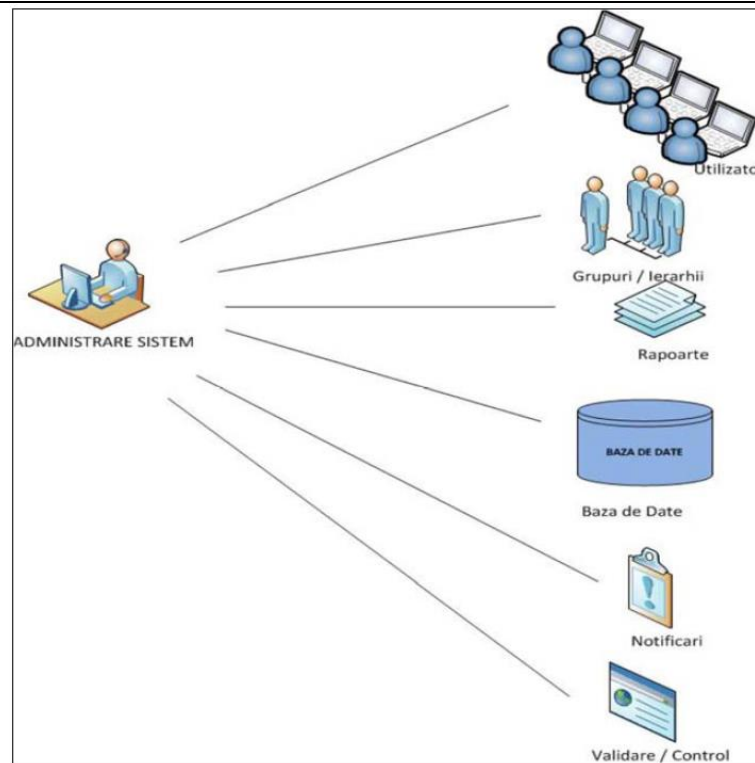 Utilizato
Grupuri / Ierarhii
ADMINISTRARE SISTEM
Rapoarte
BAZA DE DATE
Baza de Date
Notificari
Validare / Control